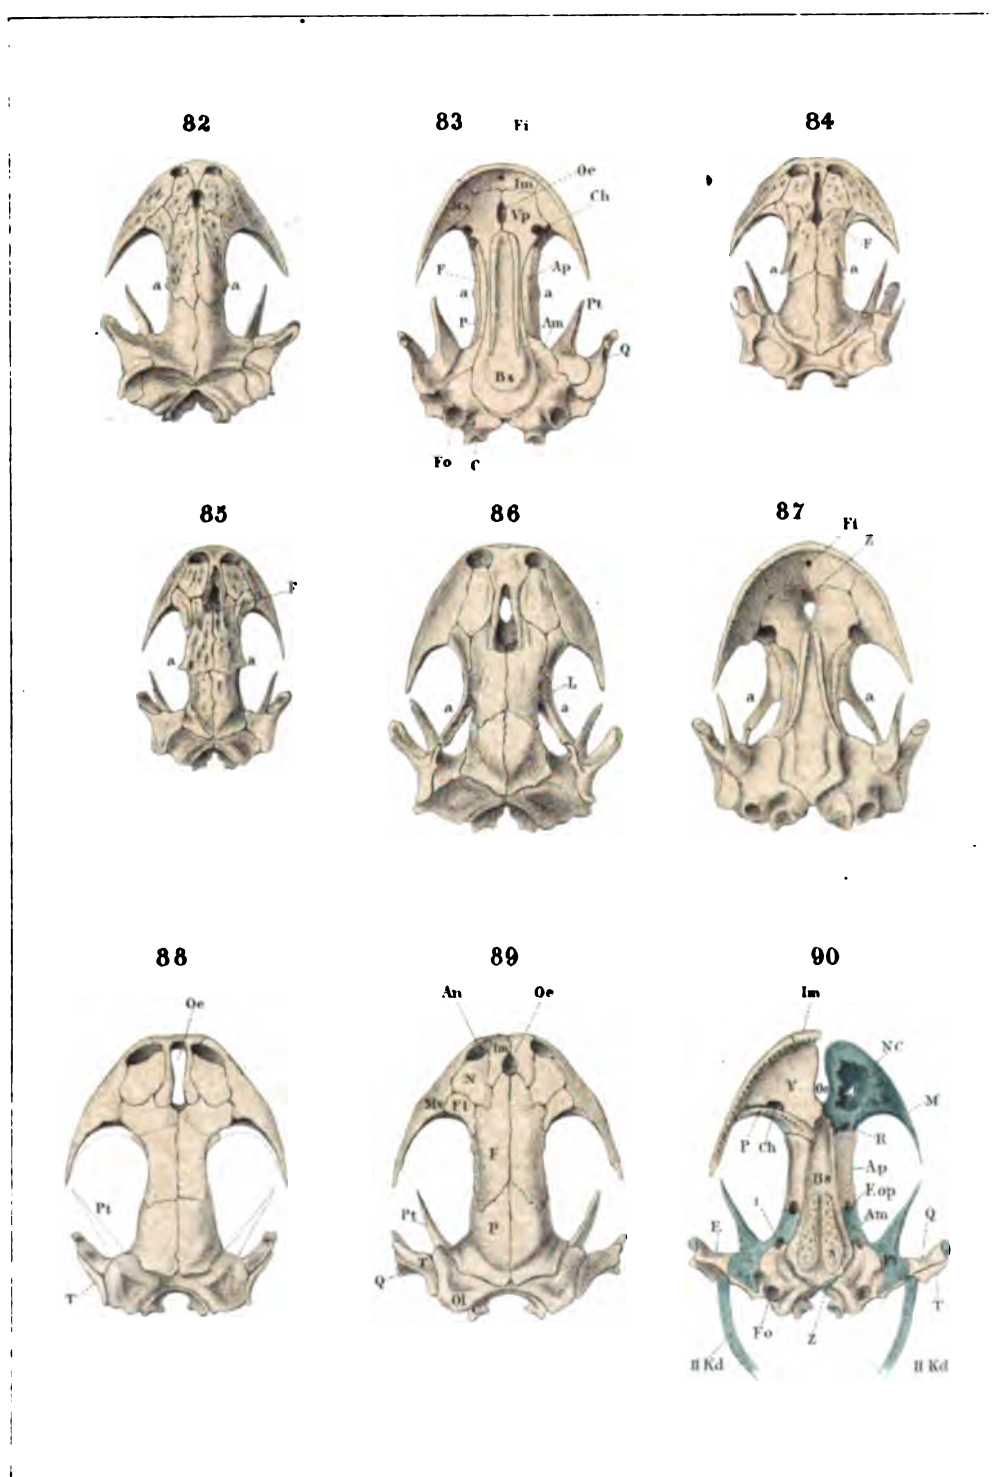 82
83 Fi
84
Oe
Im
Ch
Mx
Vp
F
F
Ap
a a
a a
a a
Pt
P
Am
Q
Bs
Fo C
85
86
87
Fi
Z
F
a a
L
a a
a a
88
89
90
Oe
An Oe
Im
Im
NC
N
Y Oe
Mx Ft
M
P Ch
R
F
Ap
Bs
Eop
Pt
Pt
I
Am
E
Q
P
S
T
Pt
Q
T
Ol
T
C
Fo
Z
II Kd II Kd